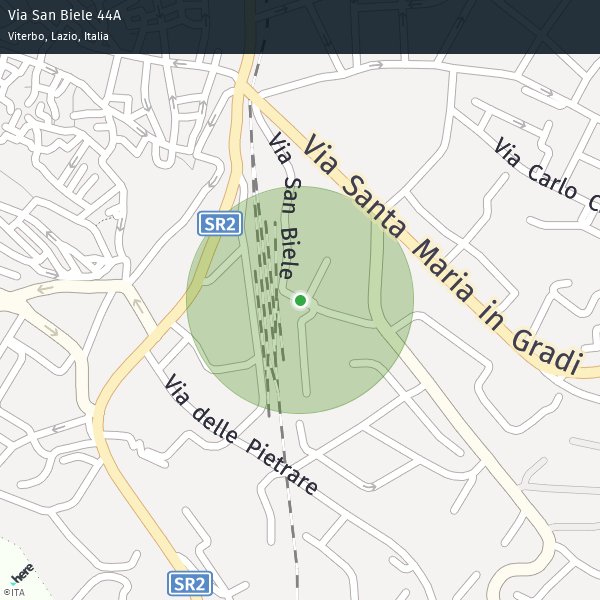 Via San Biele 44A
Viterbo, Lazio, Italia
Via San Biele
Via Santa Maria in Gradi
Via Carlo C
SR2
Via delle Pietrare
SR2
here
©ITA